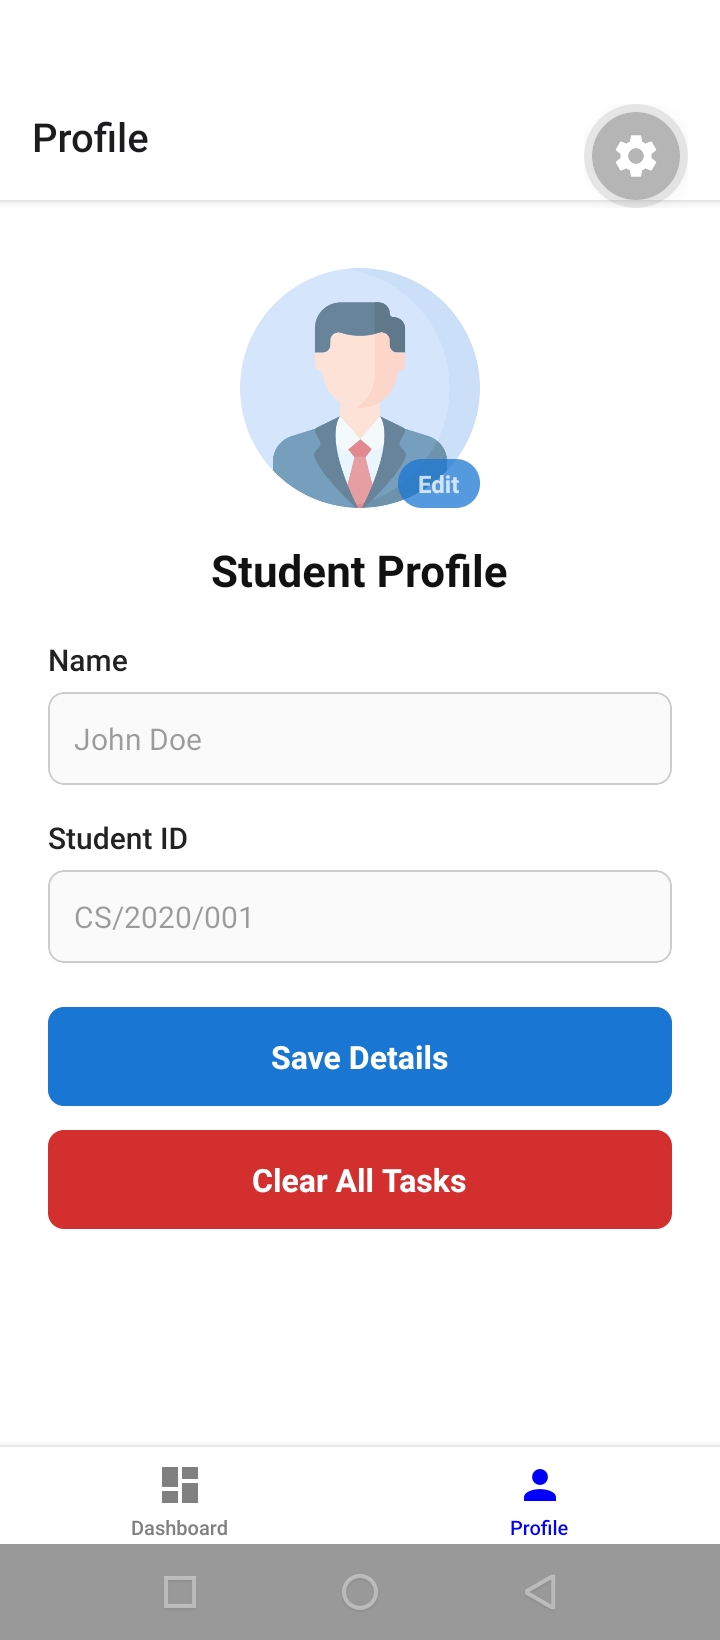 Profile
Edit
Student Profile
Name
John Doe
Student ID
CS/2020/001
Save Details
Clear All Tasks
Dashboard
Profile